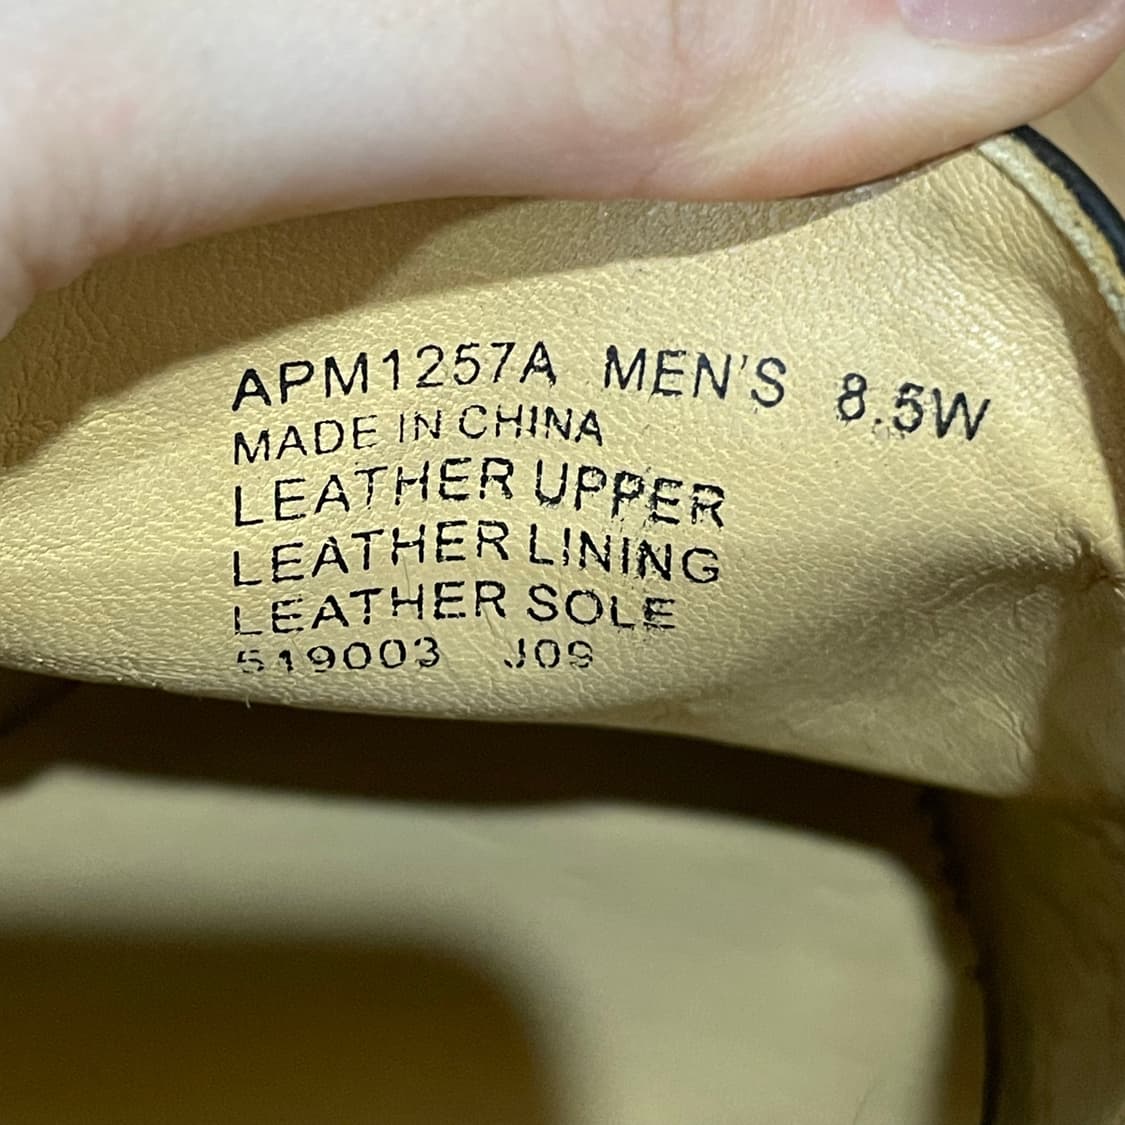 APM1257A MEN'S 8.5W
MADE IN CHINA
LEATHER UPPER
LEATHER LINING
LEATHER SOLE
519003 J09